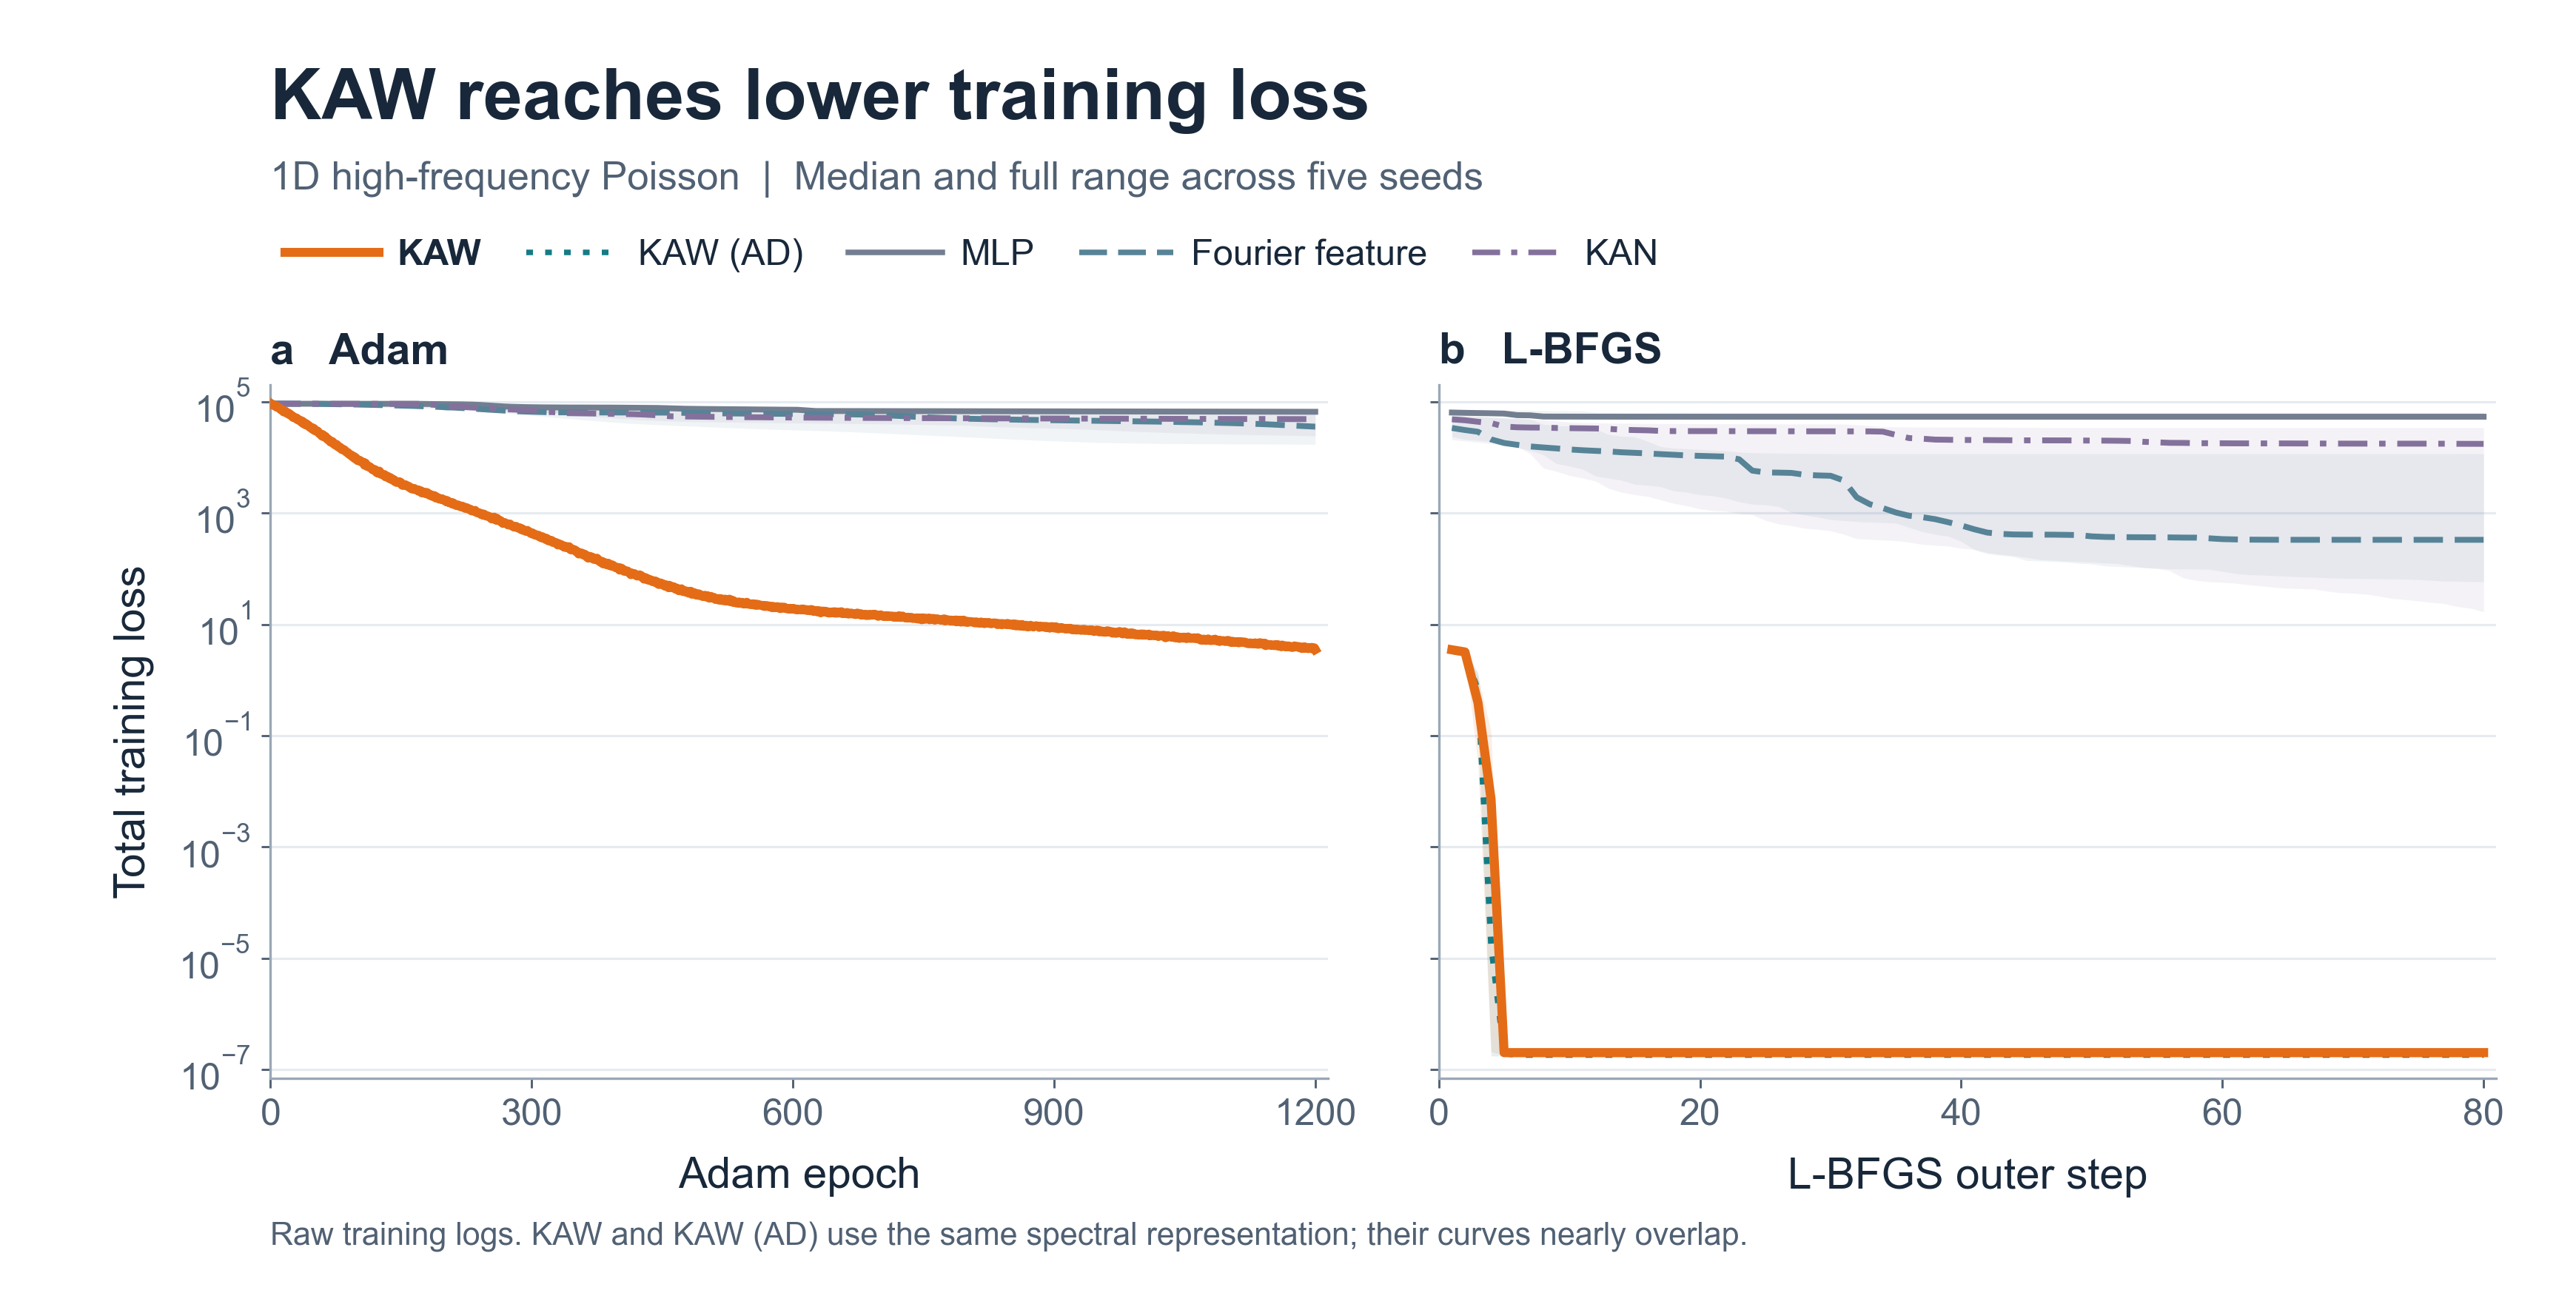 KAW reaches lower training loss
1D high-frequency Poisson | Median and full range across five seeds
KAW KAW (AD) MLP Fourier feature KAN
a Adam
b L-BFGS
Total training loss
10^5
10^3
10^1
10^−1
10^−3
10^−5
10^−7
0 300 600 900 1200
0 20 40 60 80
Adam epoch
L-BFGS outer step
Raw training logs. KAW and KAW (AD) use the same spectral representation; their curves nearly overlap.